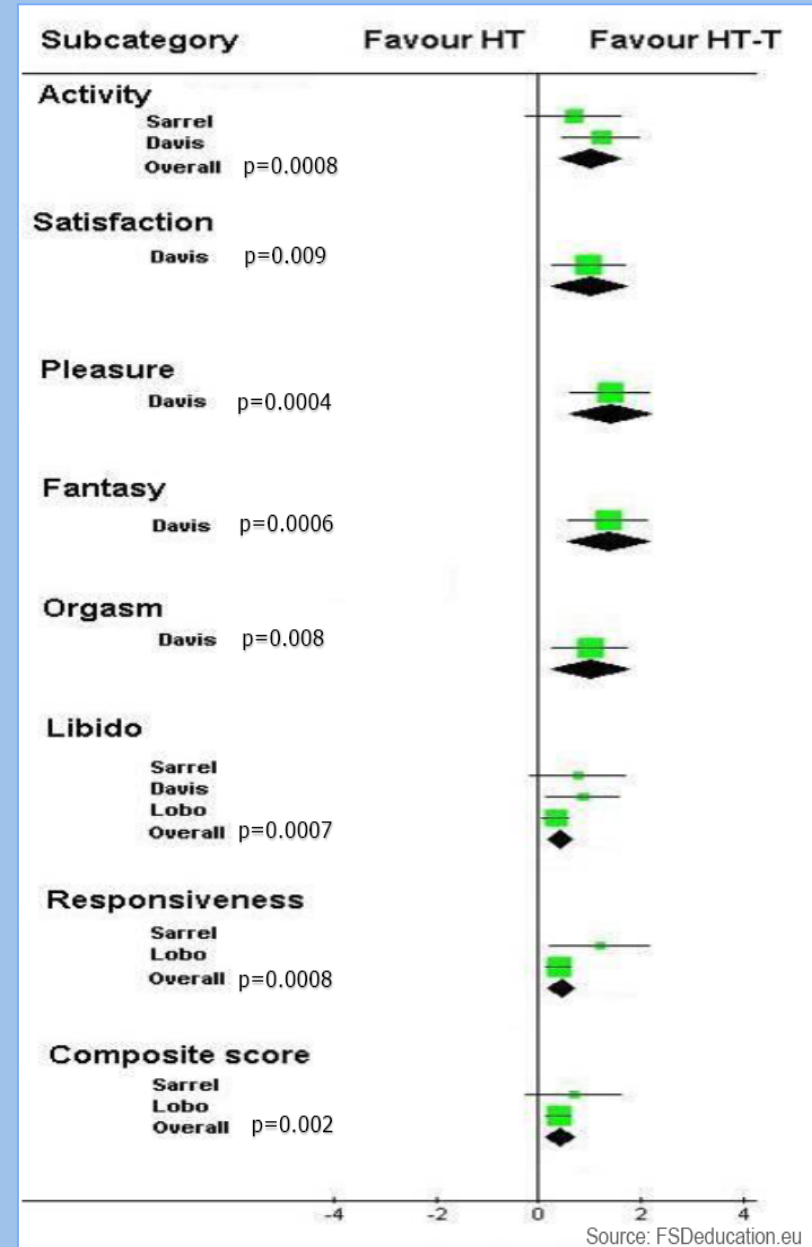 Subcategory Favour HT Favour HT-T
Activity
Sarrel
Davis
Overall p=0.0008
Satisfaction
Davis p=0.009
Pleasure
Davis p=0.0004
Fantasy
Davis p=0.0006
Orgasm
Davis p=0.008
Libido
Sarrel
Davis
Lobo
Overall p=0.0007
Responsiveness
Sarrel
Lobo
Overall p=0.0008
Composite score
Sarrel
Lobo
Overall p=0.002
-4 -2 0 2 4
Source: FSDeducation.eu